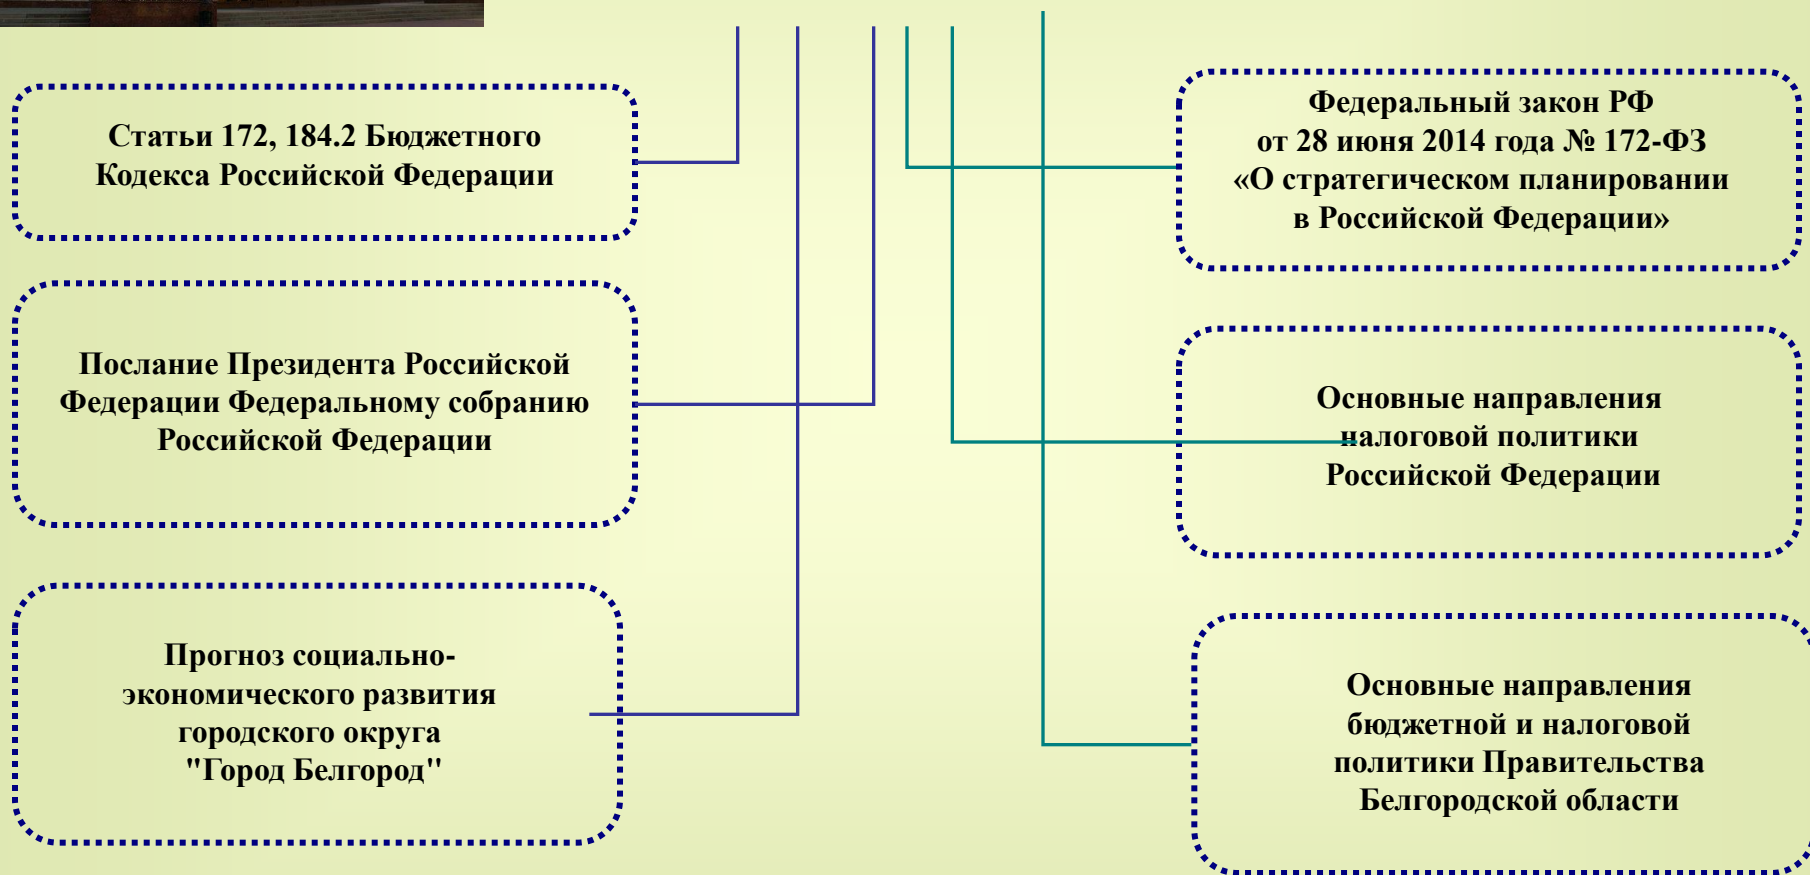 Статьи 172, 184.2 Бюджетного
Кодекса Российской Федерации
Послание Президента Российской
Федерации Федеральному собранию
Российской Федерации
Прогноз социально-
экономического развития
городского округа
"Город Белгород"
Федеральный закон РФ
от 28 июня 2014 года № 172-ФЗ
«О стратегическом планировании
в Российской Федерации»
Основные направления
налоговой политики
Российской Федерации
Основные направления
бюджетной и налоговой
политики Правительства
Белгородской области